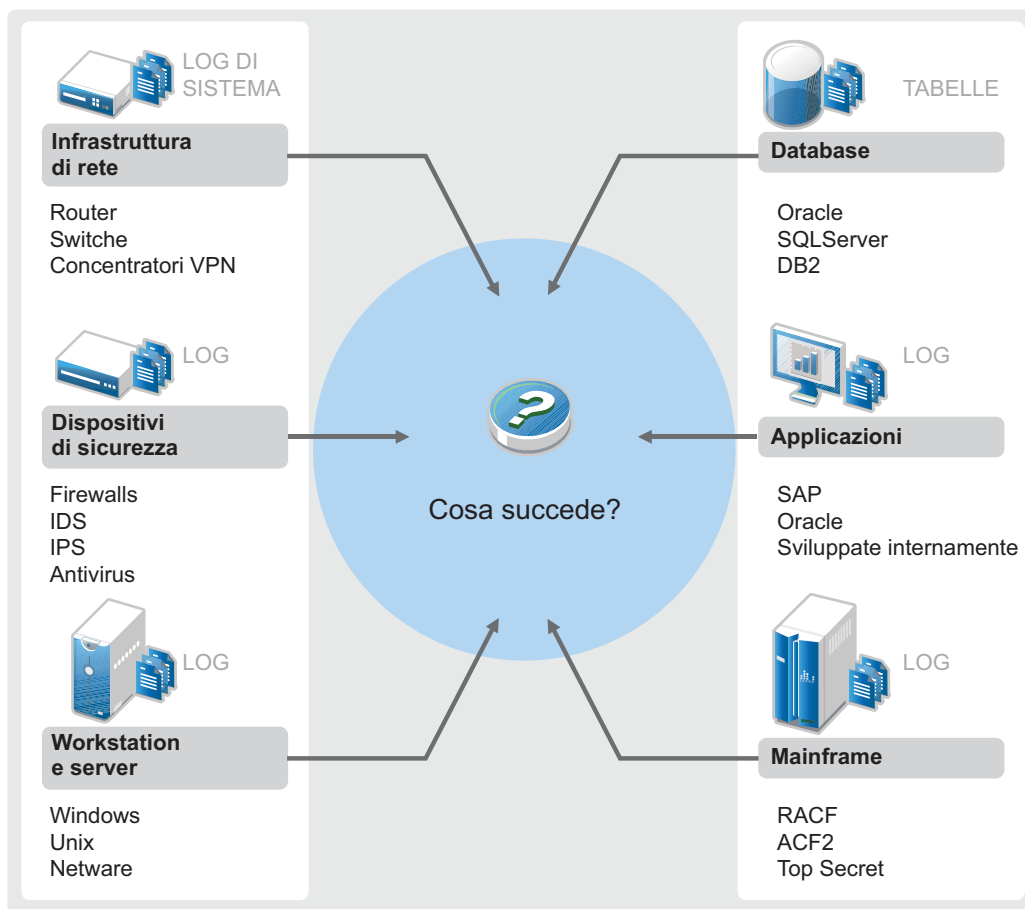 LOG DI
SISTEMA
Infrastruttura
di rete
Router
Switche
Concentratori VPN
LOG
Dispositivi
di sicurezza
Firewalls
IDS
IPS
Antivirus
LOG
Workstation
e server
Windows
Unix
Netware
Cosa succede?
TABELLE
Database
Oracle
SQLServer
DB2
LOG
Applicazioni
SAP
Oracle
Sviluppate internamente
LOG
Mainframe
RACF
ACF2
Top Secret